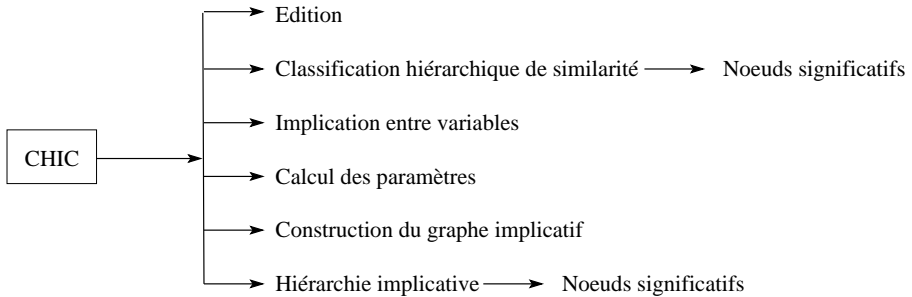 Edition
Classification hiérarchique de similarité Noeuds significatifs
Implication entre variables
CHIC
Calcul des paramètres
Construction du graphe implicatif
Hiérarchie implicative Noeuds significatifs